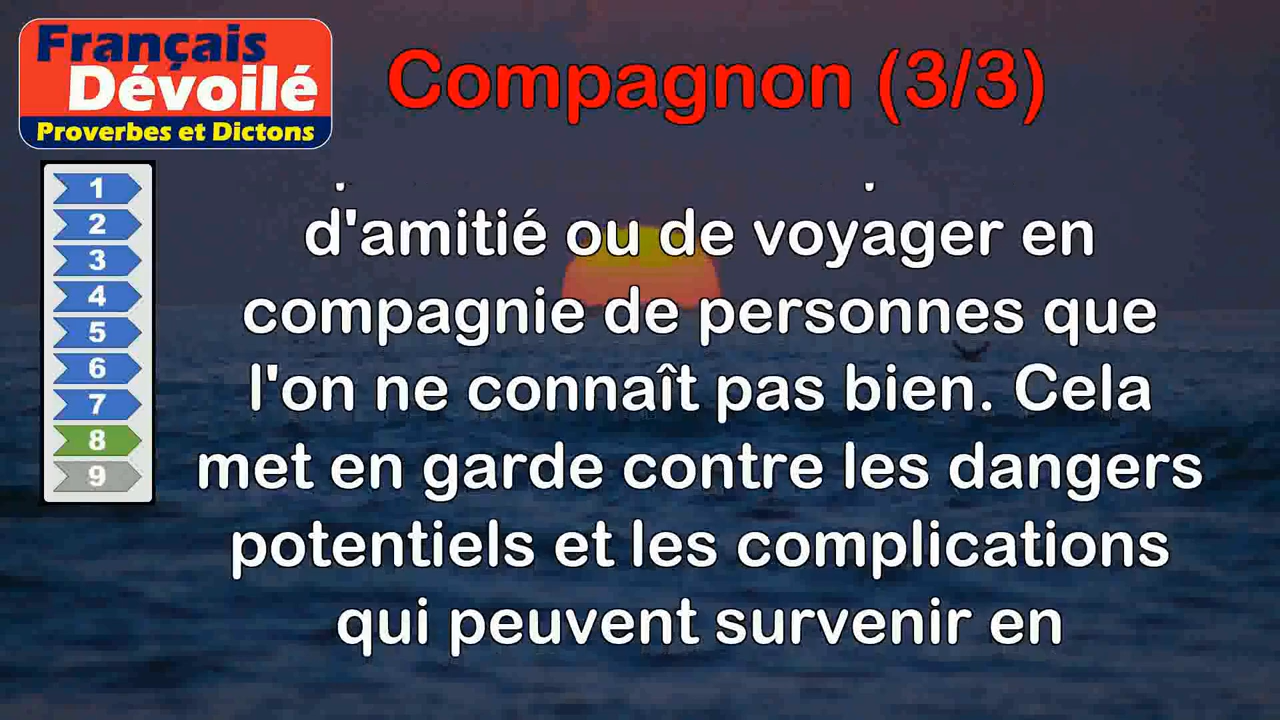 Français
Dévoilé
Proverbes et Dictons
Compagnon (3/3)
1
2
3
4
5
6
7
8
9
d'amitié ou de voyager en
compagnie de personnes que
l'on ne connaît pas bien. Cela
met en garde contre les dangers
potentiels et les complications
qui peuvent survenir en